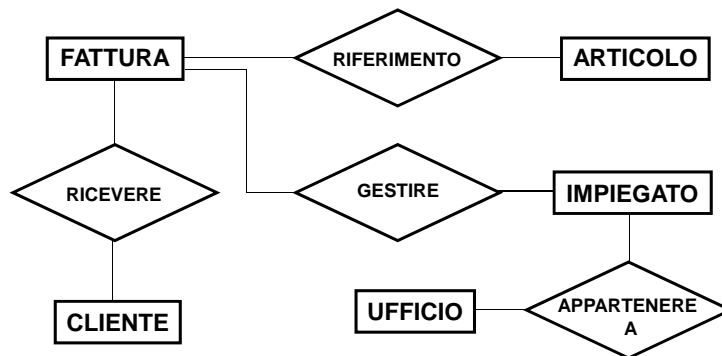 FATTURA
RIFERIMENTO
ARTICOLO
RICEVERE
GESTIRE
IMPIEGATO
CLIENTE
UFFICIO
APPARTENERE
A